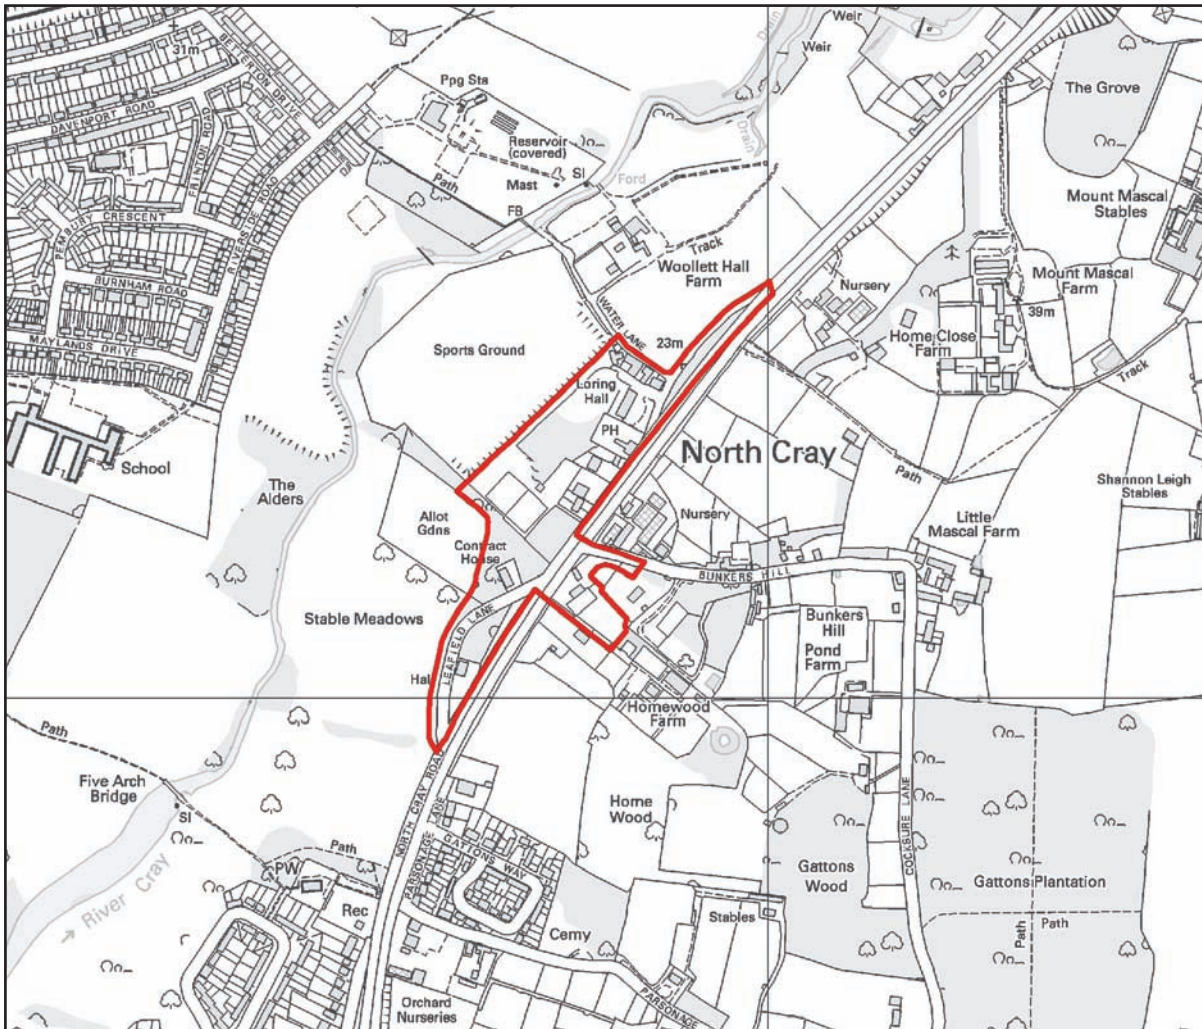 Weir
Weir
Drain
31m
BETTERTON DRIVE
DAVENPORT ROAD
Ppg Sta
The Grove
CRINTON ROAD
Reservoir
(covered)
Drain
Path
Mast
SI
Ford
FB
Mount Mascal
Stables
PEMBURY CRESCENT
RIVERSIDE ROAD
Track
Woollett Hall
Farm
Nursery
Mount Mascal
Farm
BURNHAM ROAD
WATER LANE
39m
MAYLANDS DRIVE
23m
Home Close
Farm
Sports Ground
Track
Loring
Hall
PH
North Cray
School
Path
Shannon Leigh
Stables
The
Alders
Allot
Gdns
Nursery
Little
Mascal Farm
Contract
House
BUNKERS HILL
Stable Meadows
LEAFIELD LANE
Bunkers
Hill
Pond
Farm
Hall
Homewood
Farm
Path
NORTH CRAY ROAD
Five Arch
Bridge
SI
Home
Wood
COCKSURE LANE
PARSONAGE LANE
GATTONS WAY
Path
PW
Gattons
Wood
Gattons Plantation
River Cray
Rec
Stables
Path
Path
Cemy
PARSONAGE
Orchard
Nurseries